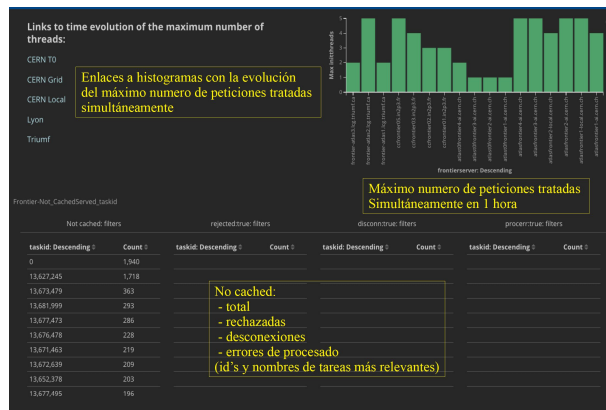 Links to time evolution of the maximum number of
threads:
CERN T0
CERN Grid
CERN Local
Lyon
Triumf
Enlaces a histogramas con la evolución
del máximo numero de peticiones tratadas
simultáneamente
Max initthreads
5
4
3
2
1
0
frontierserver: Descending
Máximo numero de peticiones tratadas
Simultáneamente en 1 hora
Frontier-Not_CachedServed_taskid
Not cached: filters
rejected:true: filters
disconn:true: filters
procerr:true: filters
taskid: Descending Count taskid: Descending Count taskid: Descending Count taskid: Descending Count
0 1,940
13,627,245 1,718
13,673,479 363
13,681,999 293
13,677,473 286
13,676,478 228
13,671,463 219
13,672,639 209
13,652,378 203
13,677,495 196
No cached:
- total
- rechazadas
- desconexiones
- errores de procesado
(id's y nombres de tareas más relevantes)